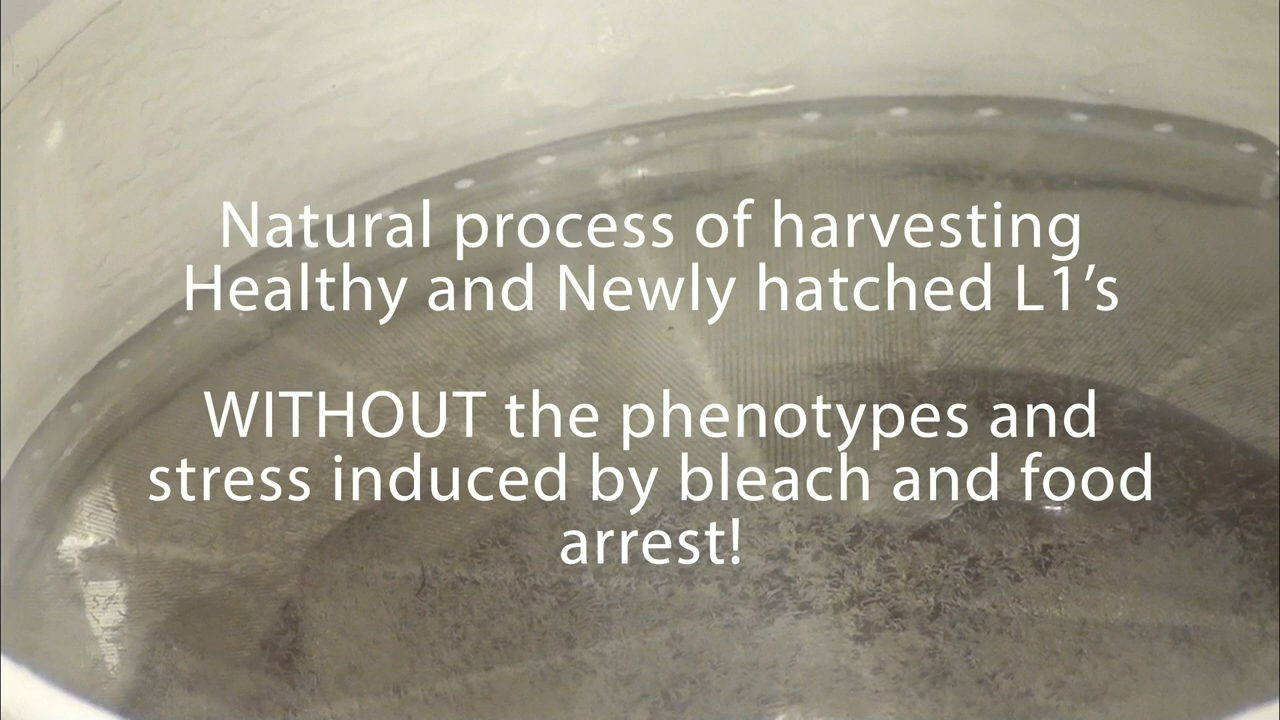 Natural process of harvesting
Healthy and Newly hatched L1’s
WITHOUT the phenotypes and
stress induced by bleach and food
arrest!